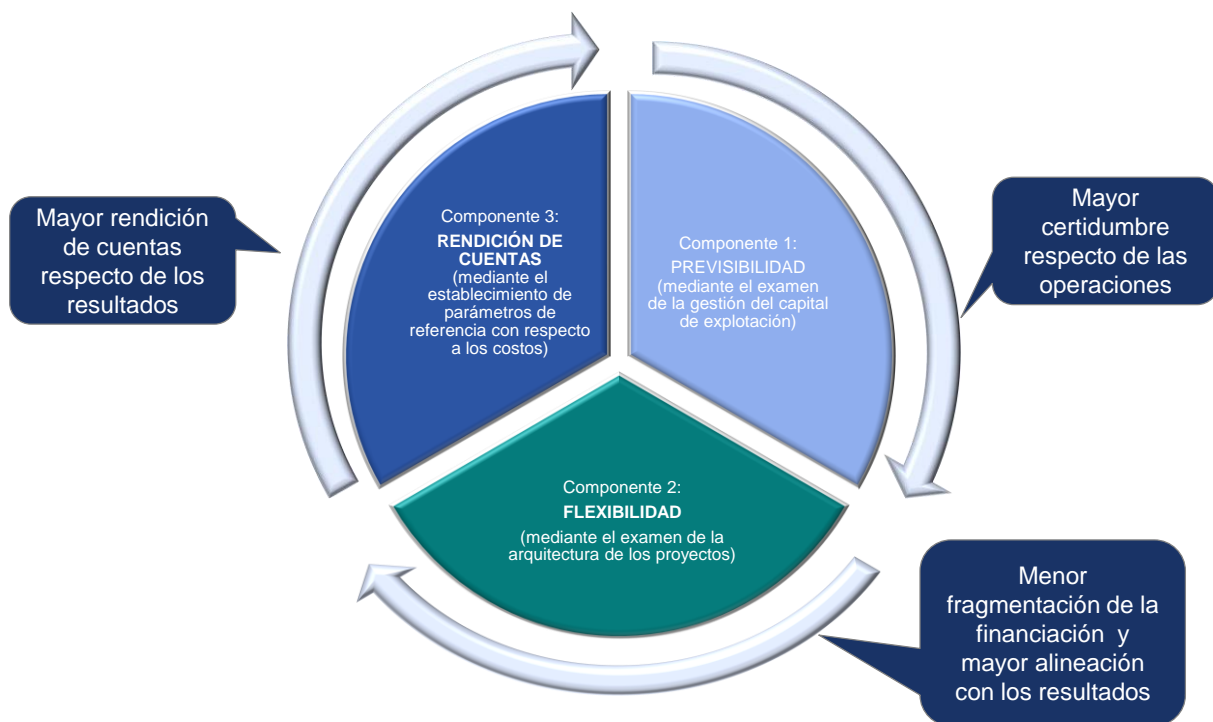 Componente 1:
PREVISIBILIDAD
(mediante el examen
de la gestión del capital
de explotación)
Mayor
certidumbre
respecto de las
operaciones
Componente 2:
FLEXIBILIDAD
(mediante el examen de la
arquitectura de los proyectos)
Menor
fragmentación de la
financiación y
mayor alineación
con los resultados
Componente 3:
RENDICIÓN DE
CUENTAS
(mediante el
establecimiento de
parámetros de
referencia con respecto
a los costos)
Mayor rendición
de cuentas
respecto de los
resultados